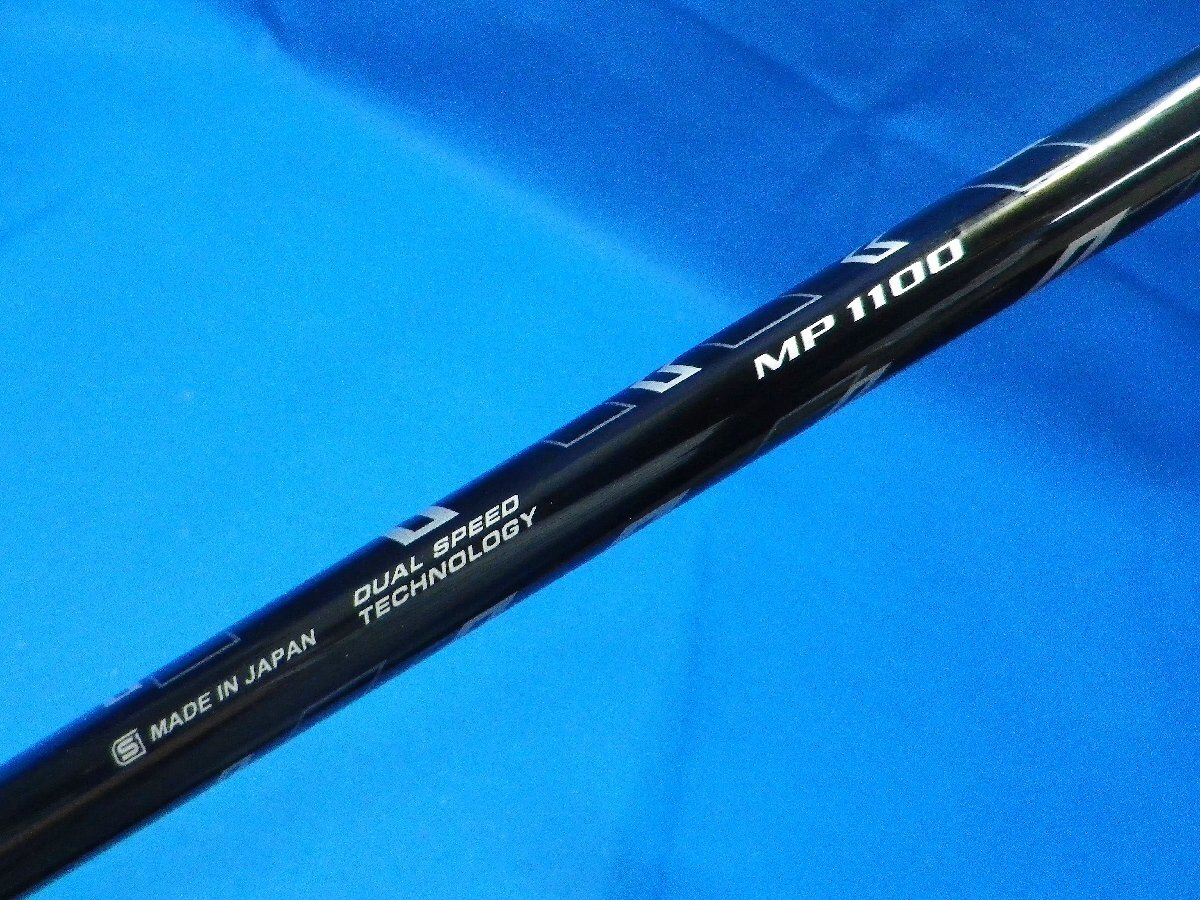 MP 1100
DUAL SPEED
TECHNOLOGY
S MADE IN JAPAN